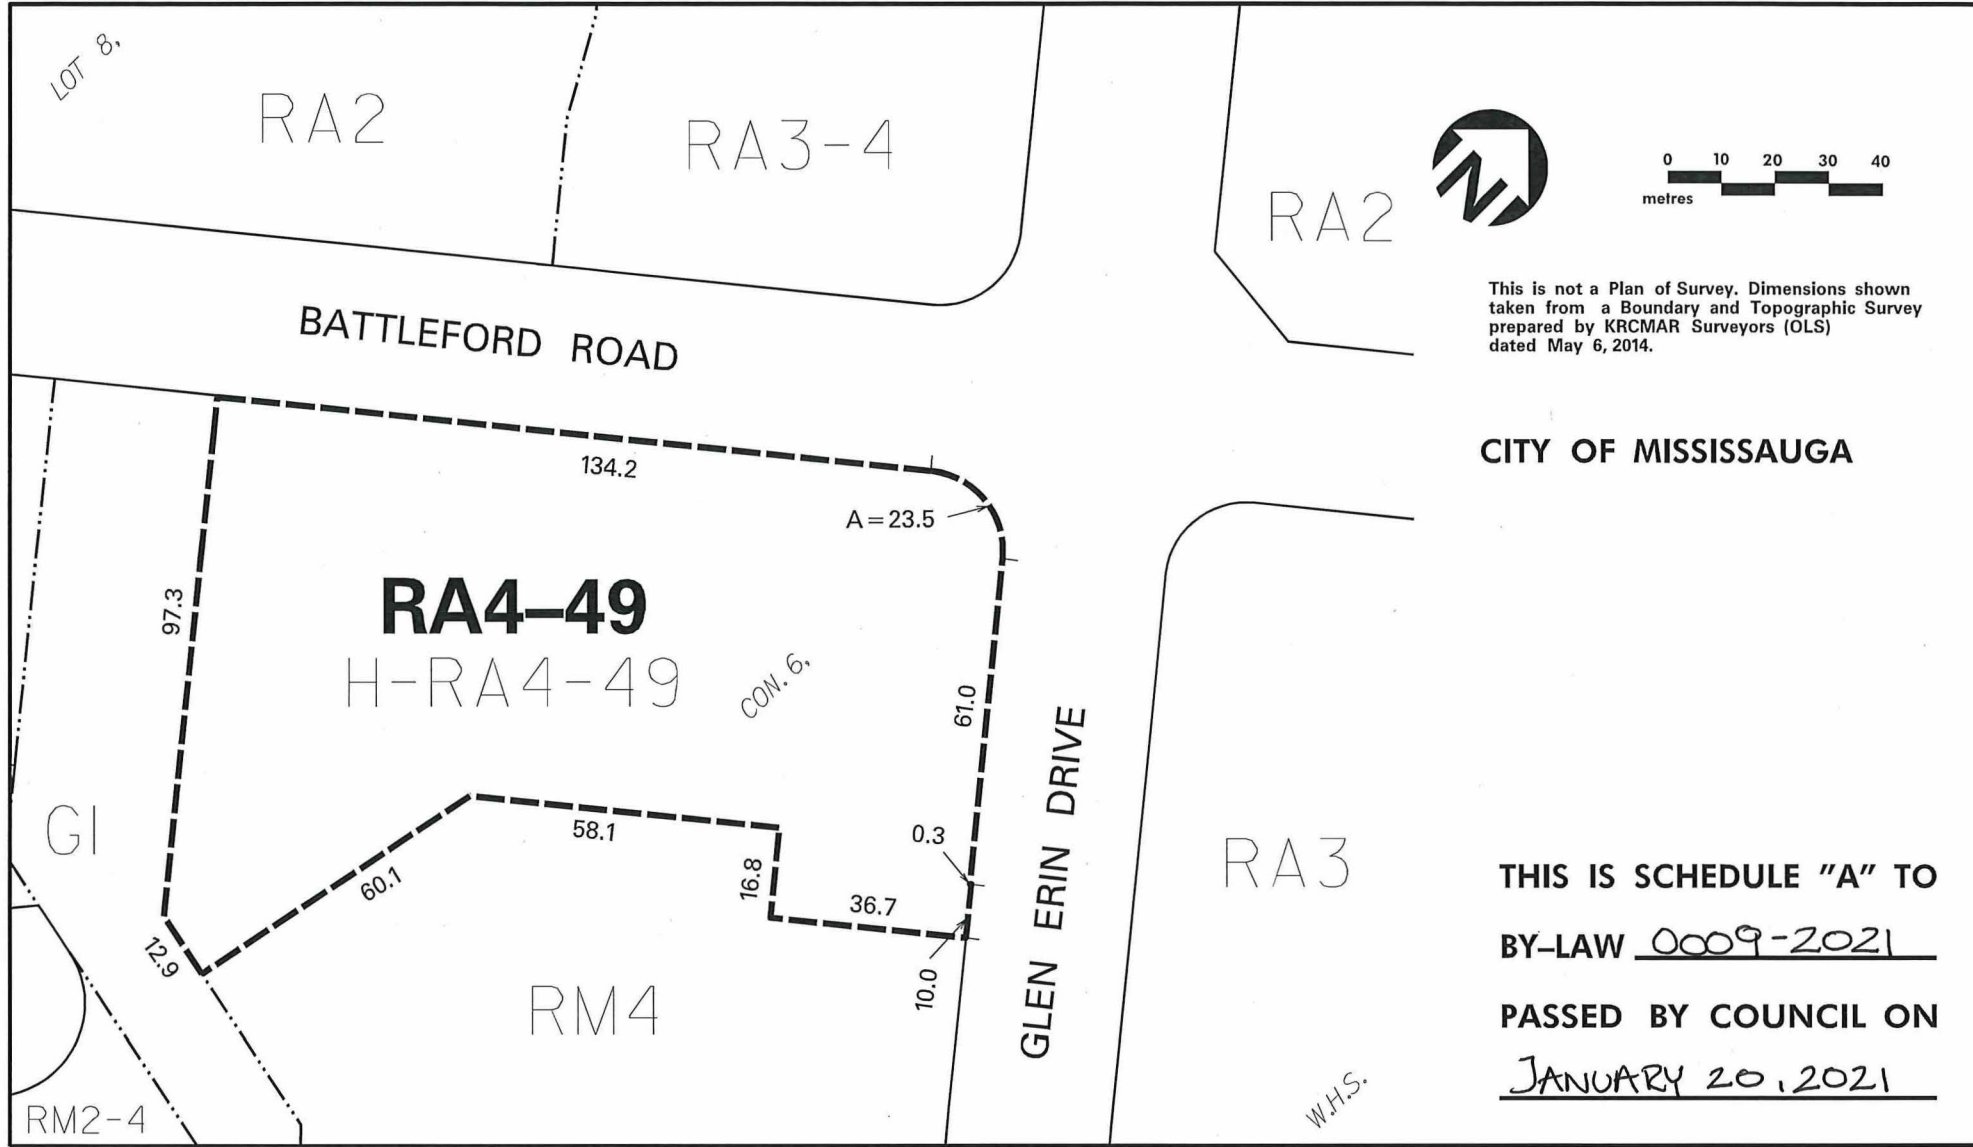 LOT 8,
RA2
RA3-4
RA2
N
0 10 20 30 40
metres
This is not a Plan of Survey. Dimensions shown
taken from a Boundary and Topographic Survey
prepared by KRCMAR Surveyors (OLS)
dated May 6, 2014.
BATTLEFORD ROAD
CITY OF MISSISSAUGA
134.2
A=23.5
97.3
RA4-49
H-RA4-49
CON. 6,
61.0
GLEN ERIN DRIVE
G1
58.1
0.3
16.8
60.1
36.7
RA3
12.9
10.0
RM4
RM2-4
W.H.S.
THIS IS SCHEDULE "A" TO
BY-LAW 0009-2021
PASSED BY COUNCIL ON
JANUARY 20, 2021